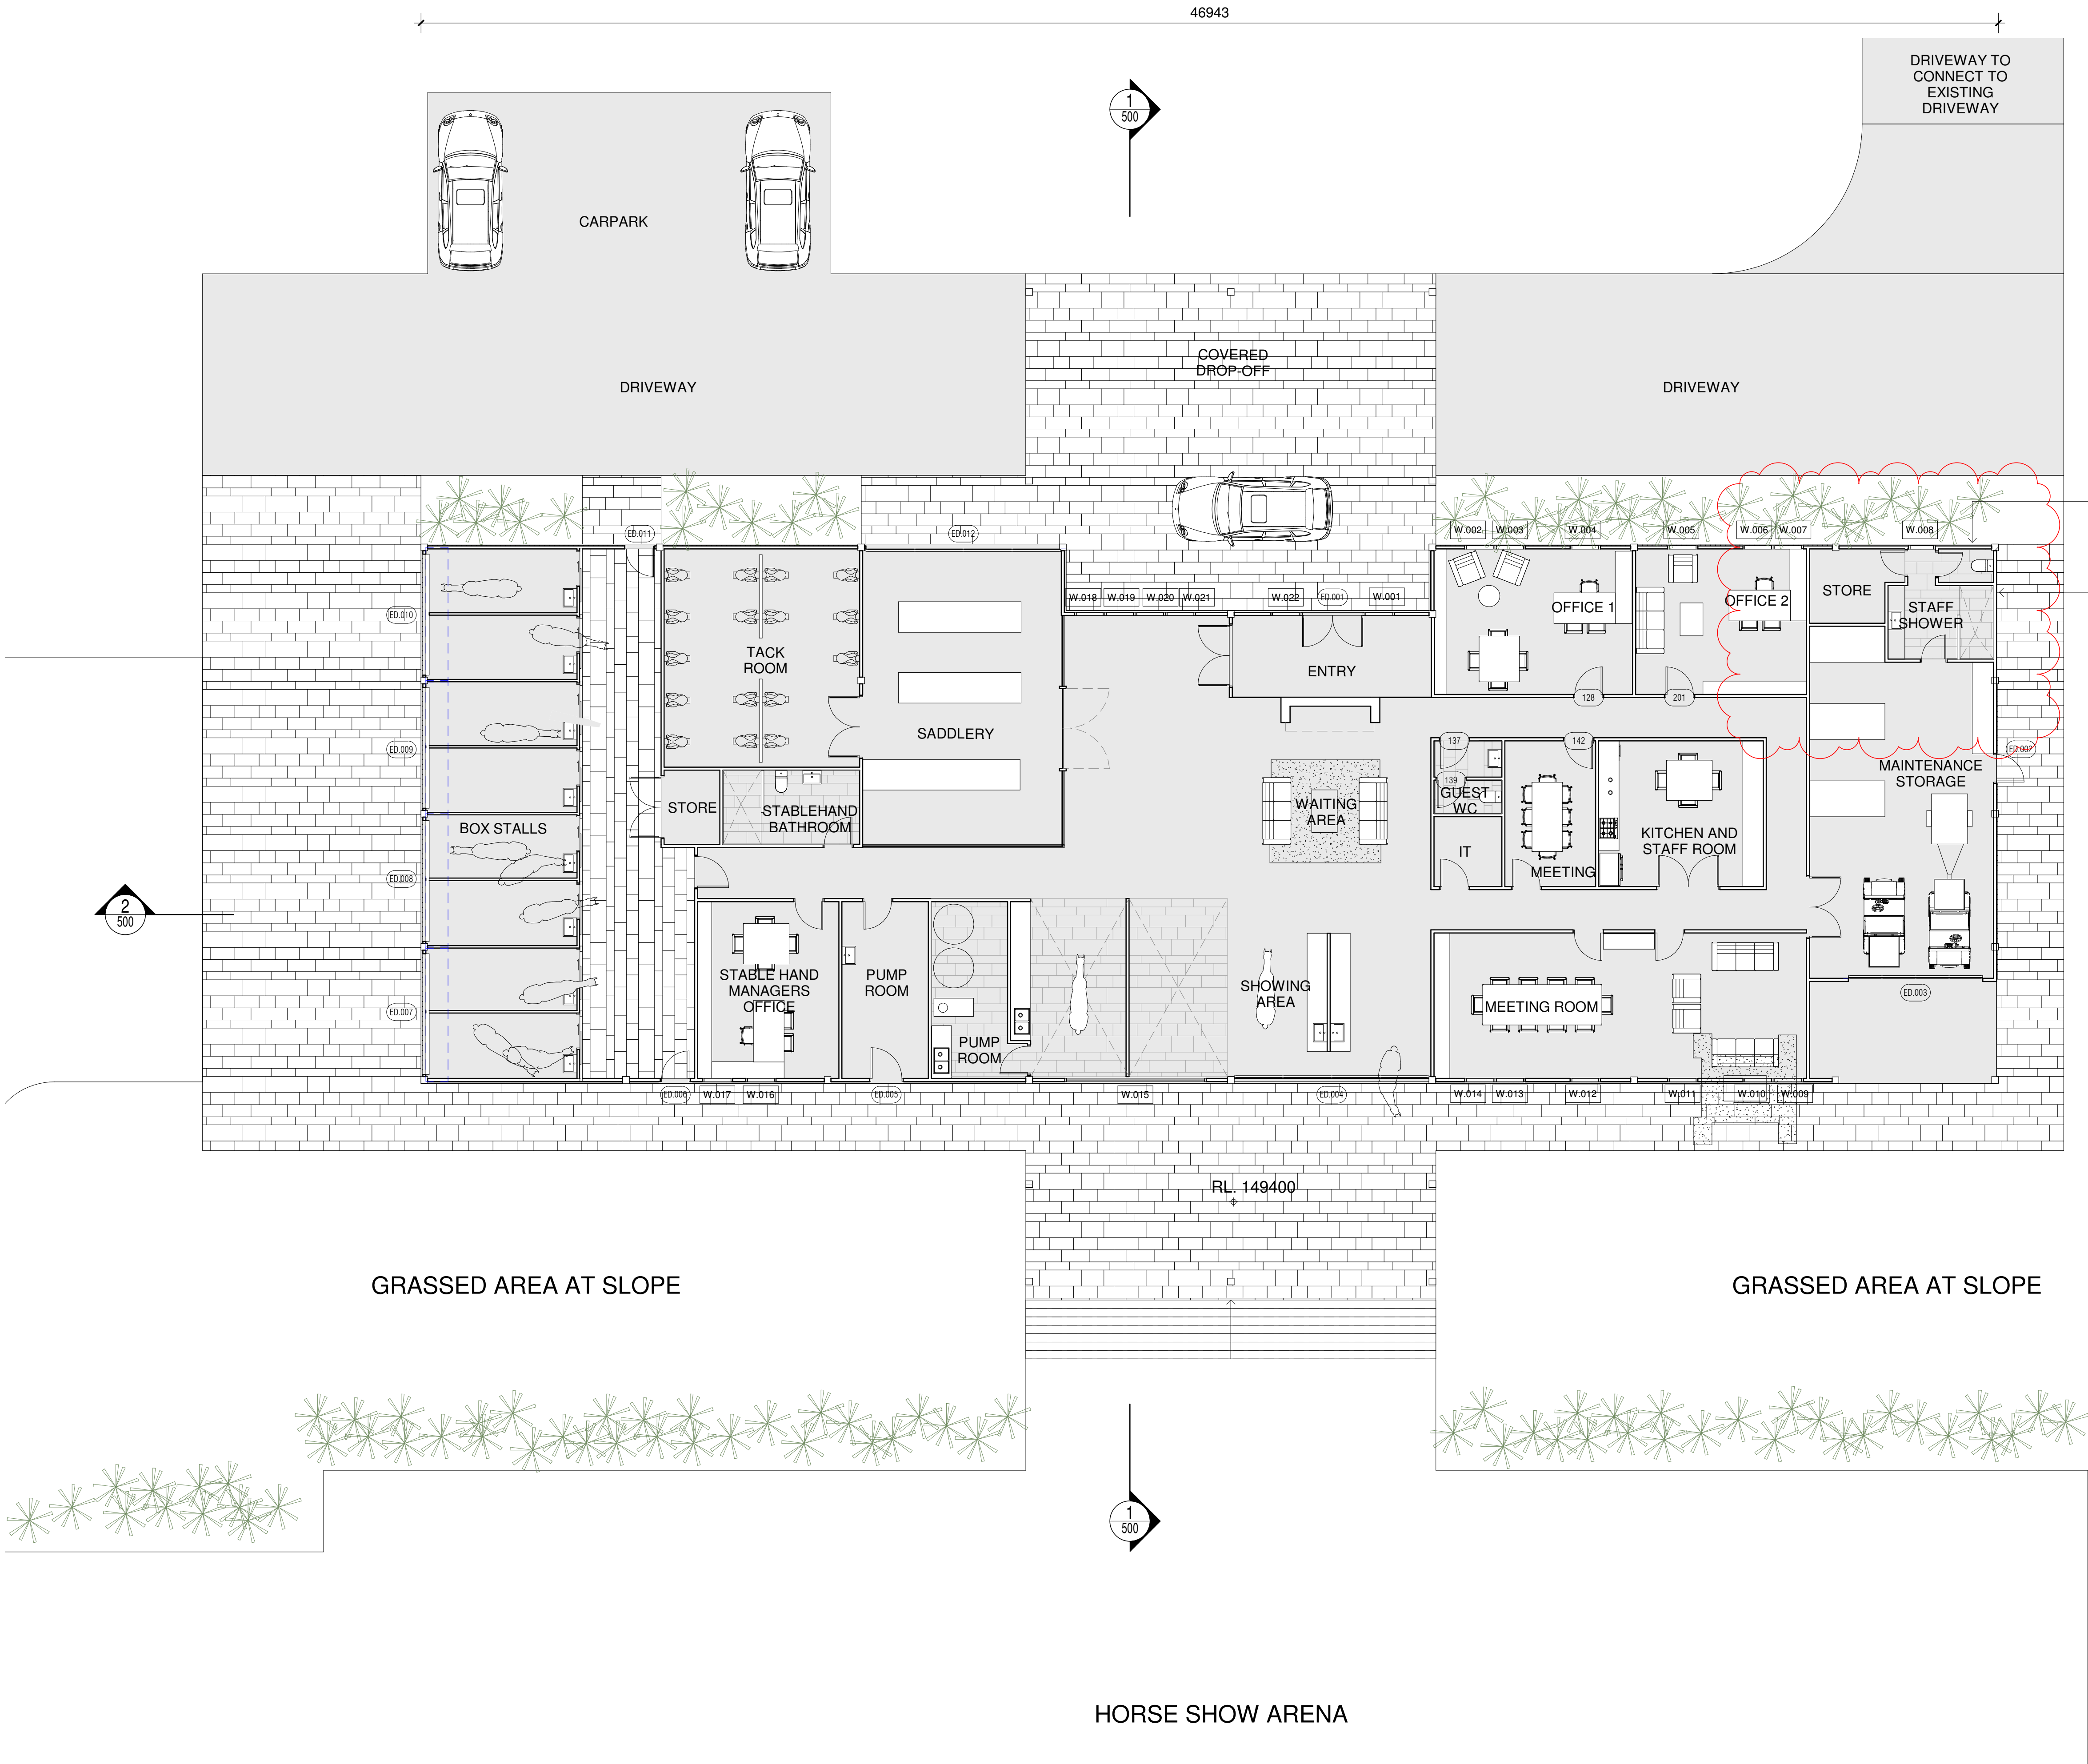 46943
DRIVEWAY TO
CONNECT TO
EXISTING
DRIVEWAY
1
500
CARPARK
COVERED
DROP-OFF
DRIVEWAY
DRIVEWAY
ED.011
ED.012
W.002
W.003
W.004
W.005
W.006
W.007
W.008
W.018
W.019
W.020
W.021
W.022
ED.001
W.001
OFFICE 1
OFFICE 2
STORE
STAFF
SHOWER
ED.010
TACK
ROOM
ENTRY
128
201
SADDLERY
137
142
ED.009
ED.002
MAINTENANCE
STORAGE
139
GUEST
WC
WAITING
AREA
STORE
STABLEHAND
BATHROOM
BOX STALLS
KITCHEN AND
STAFF ROOM
IT
MEETING
ED.008
2
500
STABLE HAND
MANAGERS
OFFICE
PUMP
ROOM
SHOWING
AREA
MEETING ROOM
ED.003
ED.007
PUMP
ROOM
ED.006
W.017
W.016
ED.005
W.015
ED.004
W.014
W.013
W.012
W.011
W.010
W.009
RL. 149400
GRASSED AREA AT SLOPE
GRASSED AREA AT SLOPE
1
500
HORSE SHOW ARENA